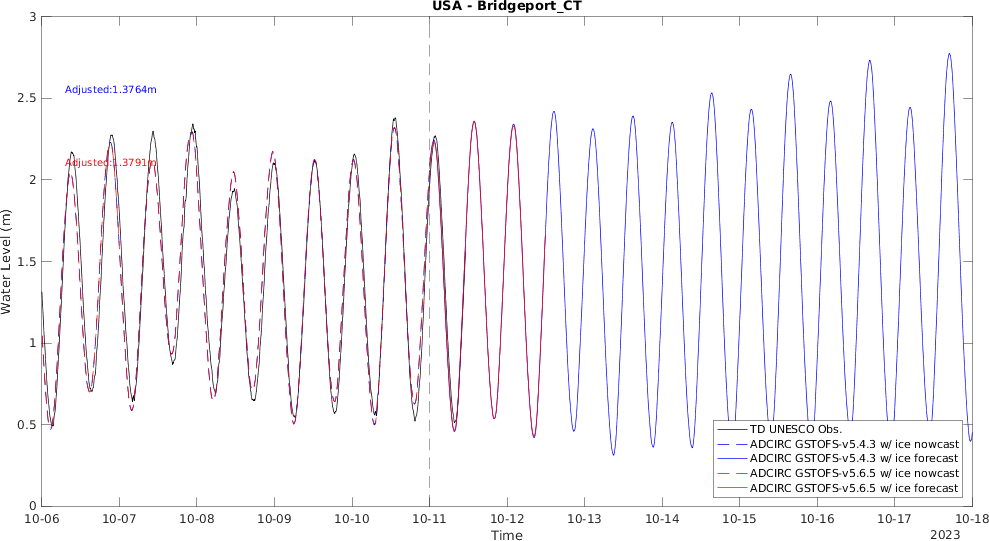 USA - Bridgeport_CT
3
2.5
2
1.5
1
0.5
0
Water Level (m)
Adjusted:1.3764m
Adjusted:1.3791m
TD UNESCO Obs.
ADCIRC GSTOFS-v5.4.3 w/ ice nowcast
ADCIRC GSTOFS-v5.4.3 w/ ice forecast
ADCIRC GSTOFS-v5.6.5 w/ ice nowcast
ADCIRC GSTOFS-v5.6.5 w/ ice forecast
10-06 10-07 10-08 10-09 10-10 10-11 10-12 10-13 10-14 10-15 10-16 10-17 10-18
Time
2023